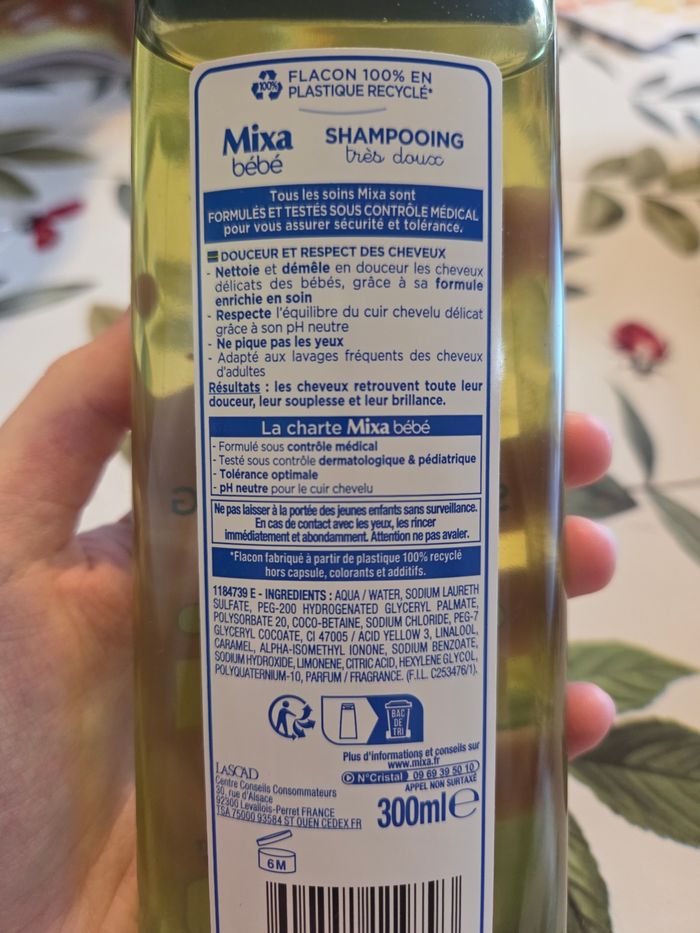 100%
FLACON 100% EN
PLASTIQUE RECYCLÉ*
Mixa
bébé
SHAMPOOING
très doux
Tous les soins Mixa sont
FORMULÉS ET TESTÉS SOUS CONTRÔLE MÉDICAL
pour vous assurer sécurité et tolérance.
DOUCEUR ET RESPECT DES CHEVEUX
- Nettoie et démêle en douceur les cheveux
délicats des bébés, grâce à sa formule
enrichie en soin
- Respecte l'équilibre du cuir chevelu délicat
grâce à son pH neutre
- Ne pique pas les yeux
- Adapté aux lavages fréquents des cheveux
d'adultes
Résultats : les cheveux retrouvent toute leur
douceur, leur souplesse et leur brillance.
La charte Mixa bébé
- Formulé sous contrôle médical
- Testé sous contrôle dermatologique & pédiatrique
- Tolérance optimale
- pH neutre pour le cuir chevelu
Ne pas laisser à la portée des jeunes enfants sans surveillance.
En cas de contact avec les yeux, les rincer
immédiatement et abondamment. Attention ne pas avaler.
*Flacon fabriqué à partir de plastique 100% recyclé
hors capsule, colorants et additifs.
1184739 E - INGREDIENTS : AQUA / WATER, SODIUM LAURETH
SULFATE, PEG-200 HYDROGENATED GLYCERYL PALMATE,
POLYSORBATE 20, COCO-BETAINE, SODIUM CHLORIDE, PEG-7
GLYCERYL COCOATE, CI 47005 / ACID YELLOW 3, LINALOOL,
CARAMEL, ALPHA-ISOMETHYL IONONE, SODIUM BENZOATE,
SODIUM HYDROXIDE, LIMONENE, CITRIC ACID, HEXYLENE GLYCOL,
POLYQUATERNIUM-10, PARFUM / FRAGRANCE. (F.I.L. C253476/1).
BAC
DE
TRI
Plus d'informations et conseils sur
www.mixa.fr
N°Cristal 09 69 39 50 10
APPEL NON SURTAXÉ
LASCAD
Centre Conseils Consommateurs
30, rue d'Alsace
92300 Levallois-Perret FRANCE
TSA 75000 93584 ST OUEN CEDEX FR
300ml e
6M